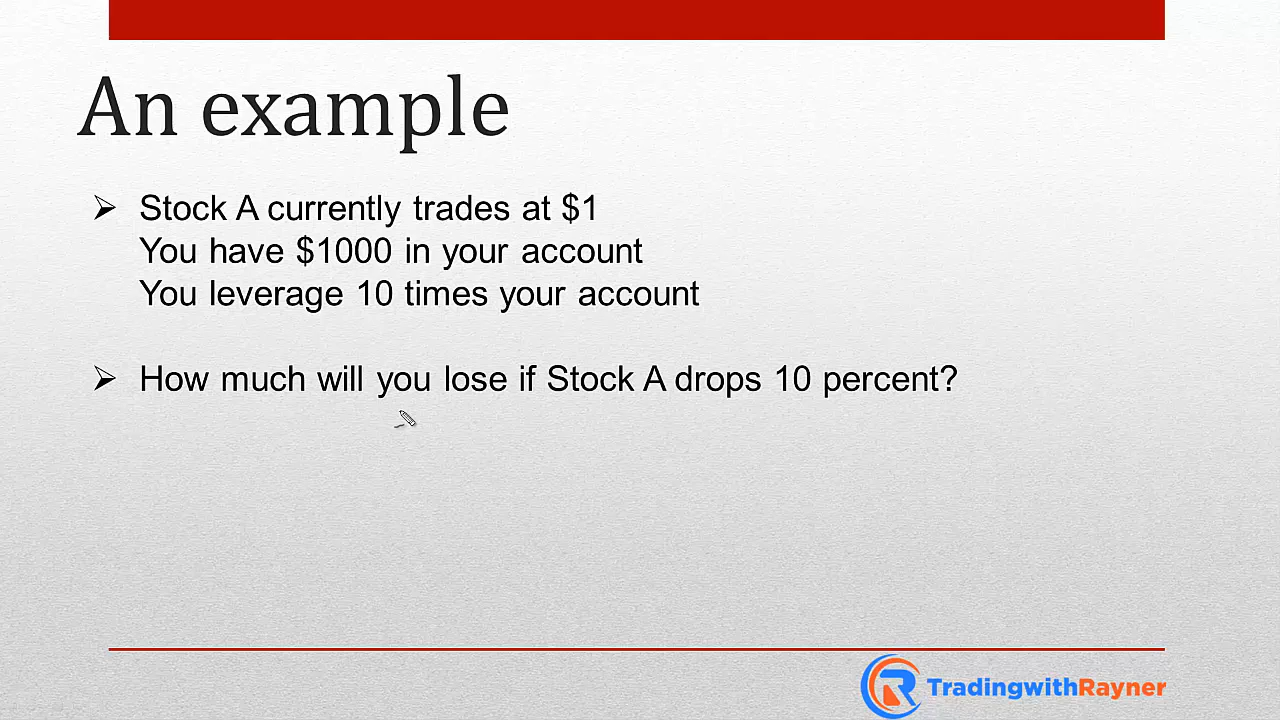 An example
Stock A currently trades at $1
You have $1000 in your account
You leverage 10 times your account
How much will you lose if Stock A drops 10 percent?
TradingwithRayner